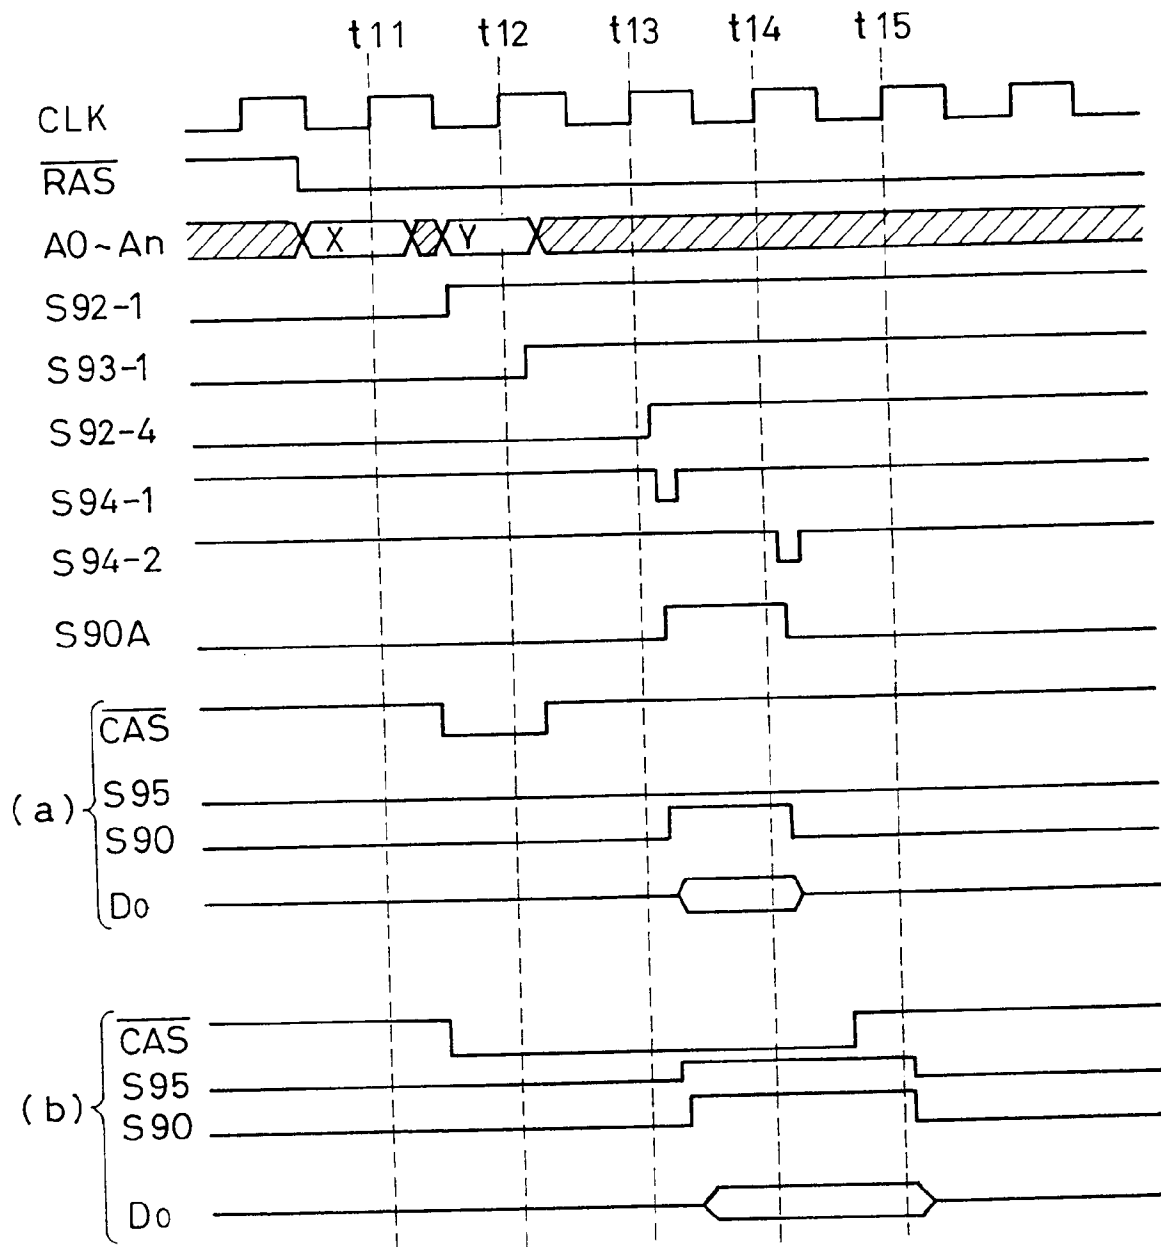 t11 t12 t13 t14 t15
CLK
RAS
A0~An X Y
S92-1
S93-1
S92-4
S94-1
S94-2
S90A
(a)
CAS
S95
S90
Do
(b)
CAS
S95
S90
Do